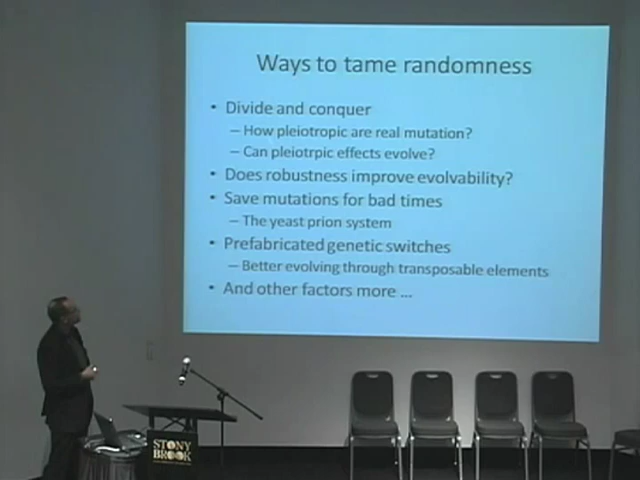 Ways to tame randomness
• Divide and conquer
– How pleiotropic are real mutation?
– Can pleiotrpic effects evolve?
• Does robustness improve evolvability?
• Save mutations for bad times
– The yeast prion system
• Prefabricated genetic switches
– Better evolving through transposable elements
• And other factors more ...
STONY
BROOK